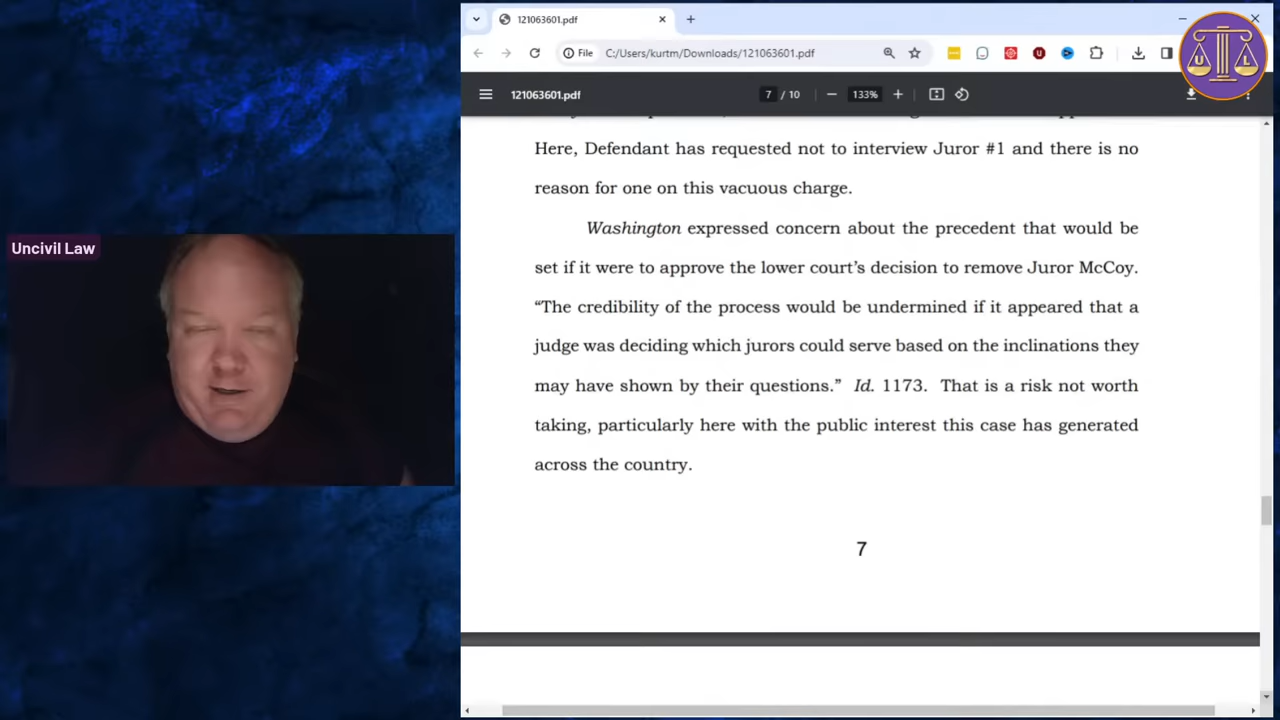 121063601.pdf
File
C:/Users/kurtm/Downloads/121063601.pdf
121063601.pdf
7 / 10
133%
Here, Defendant has requested not to interview Juror #1 and there is no
reason for one on this vacuous charge.
Washington expressed concern about the precedent that would be
set if it were to approve the lower court's decision to remove Juror McCoy.
“The credibility of the process would be undermined if it appeared that a
judge was deciding which jurors could serve based on the inclinations they
may have shown by their questions.” Id. 1173. That is a risk not worth
taking, particularly here with the public interest this case has generated
across the country.
7
Uncivil Law
U L